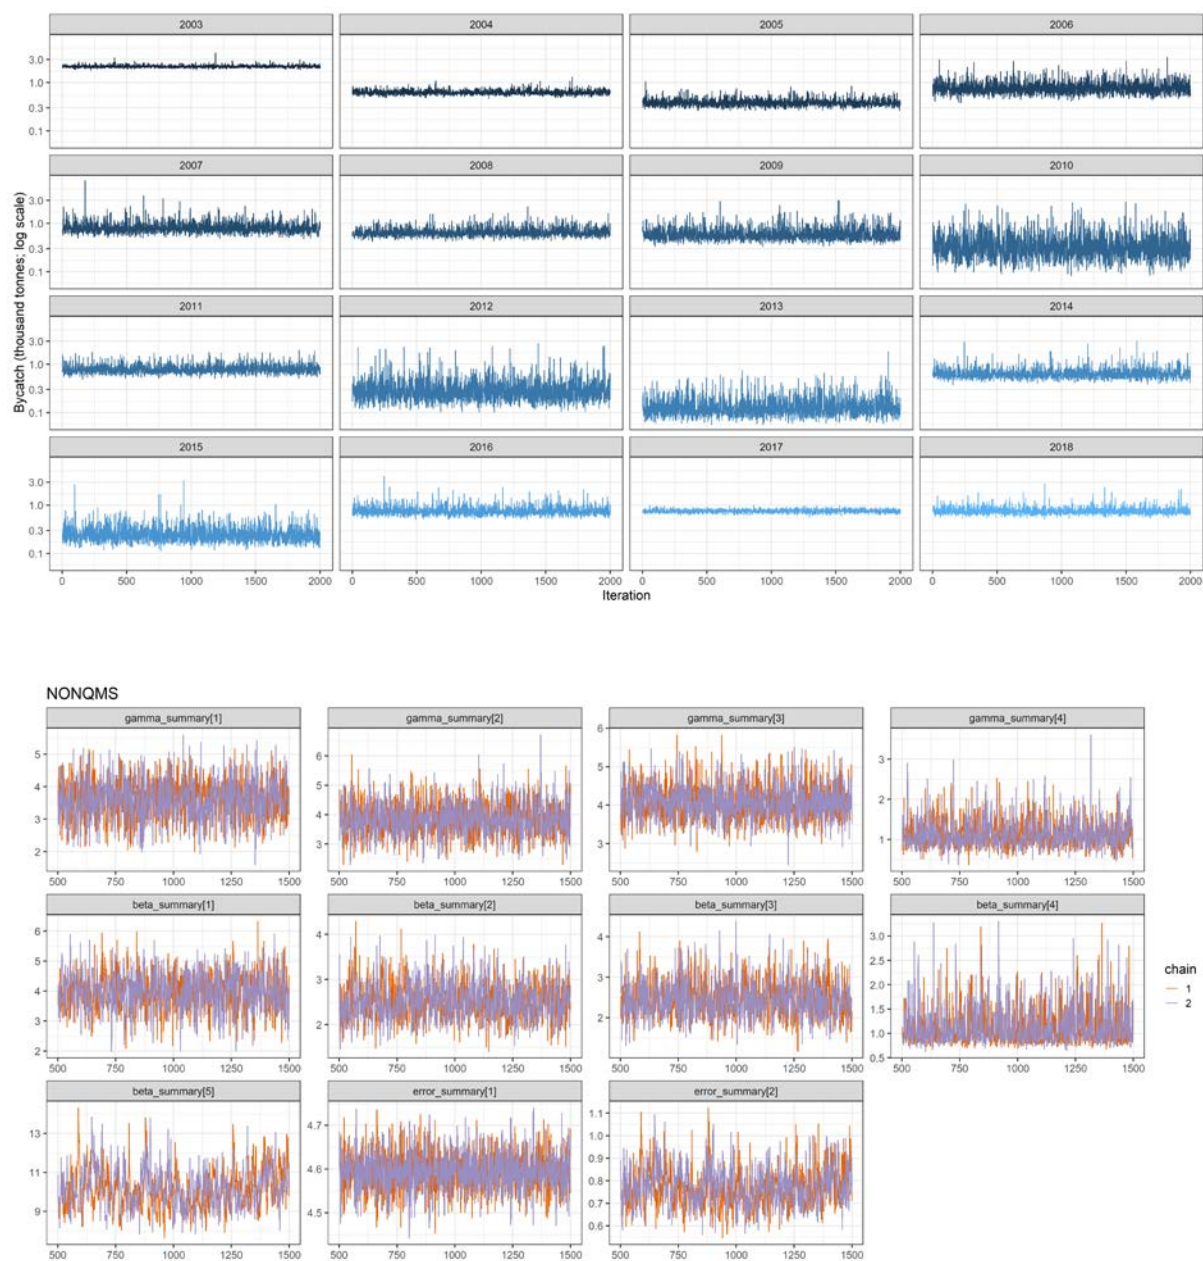 2003 2004 2005 2006
3.0
1.0
0.3
0.1
2007 2008 2009 2010
3.0
1.0
0.3
0.1
2011 2012 2013 2014
3.0
1.0
0.3
0.1
2015 2016 2017 2018
3.0
1.0
0.3
0.1
0 500 1000 1500 2000 0 500 1000 1500 2000 0 500 1000 1500 2000 0 500 1000 1500 2000
Bycatch (thousand tonnes; log scale)
Iteration
NONQMS
gamma_summary[1] gamma_summary[2] gamma_summary[3] gamma_summary[4]
5 4 3 2
6 5 4 3
6 5 4 3
3 2 1
500 750 1000 1250 1500 500 750 1000 1250 1500 500 750 1000 1250 1500 500 750 1000 1250 1500
beta_summary[1] beta_summary[2] beta_summary[3] beta_summary[4]
6 5 4 3 2
4 3 2
4 3 2
3.0 2.5 2.0 1.5 1.0 0.5
500 750 1000 1250 1500 500 750 1000 1250 1500 500 750 1000 1250 1500 500 750 1000 1250 1500
chain
1
2
beta_summary[5] error_summary[1] error_summary[2]
13 11 9
4.7 4.6 4.5
1.1 1.0 0.9 0.8 0.7 0.6
500 750 1000 1250 1500 500 750 1000 1250 1500 500 750 1000 1250 1500